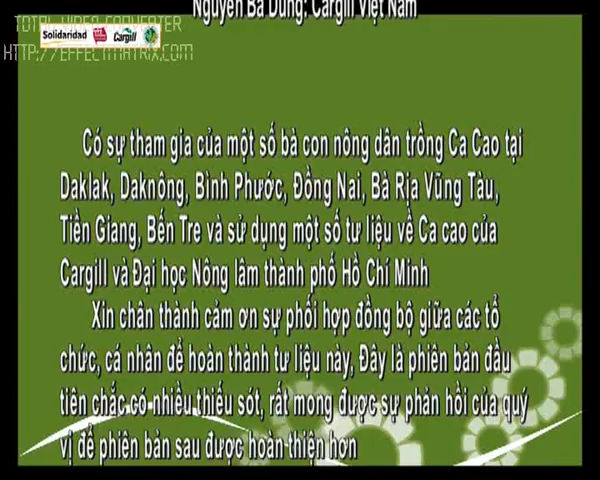 Nguyễn Bá Dũng: Cargill Việt Nam
TOTAL VIDEO CONVERTER
Solidaridad
Cargill
HTTP://EFFECTMATRIX.COM
Có sự tham gia của một số bà con nông dân trồng Ca Cao tại
Daklak, Daknông, Bình Phước, Đồng Nai, Bà Rịa Vũng Tàu,
Tiền Giang, Bến Tre và sử dụng một số tư liệu về Ca cao của
Cargill và Đại học Nông lâm thành phố Hồ Chí Minh
Xin chân thành cảm ơn sự phối hợp đồng bộ giữa các tổ
chức, cá nhân để hoàn thành tư liệu này, Đây là phiên bản đầu
tiên chắc có nhiều thiếu sót, rất mong được sự phản hồi của quý
vị để phiên bản sau được hoàn thiện hơn